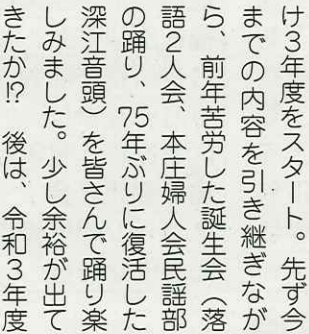 け3年度をスタート。先ず今
までの内容を引き継ぎなが
ら、前年苦労した誕生会（落
語2人会、本庄婦人会民謡部
の踊り、75年ぶりに復活した
深江音頭）を皆さんで踊り楽
しみました。少し余裕が出て
きたか!?　後は、令和3年度